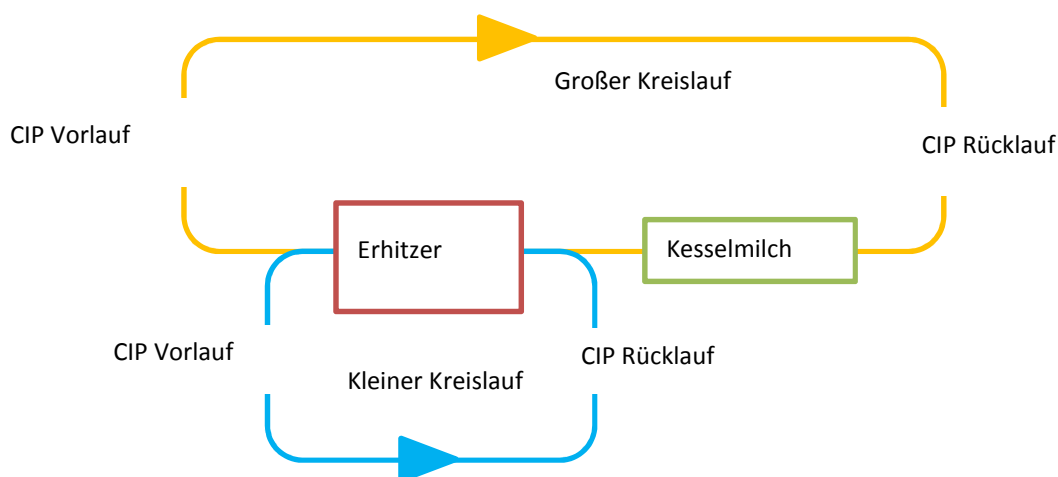 Großer Kreislauf
CIP Vorlauf
CIP Rücklauf
Erhitzer
Kesselmilch
CIP Vorlauf
CIP Rücklauf
Kleiner Kreislauf